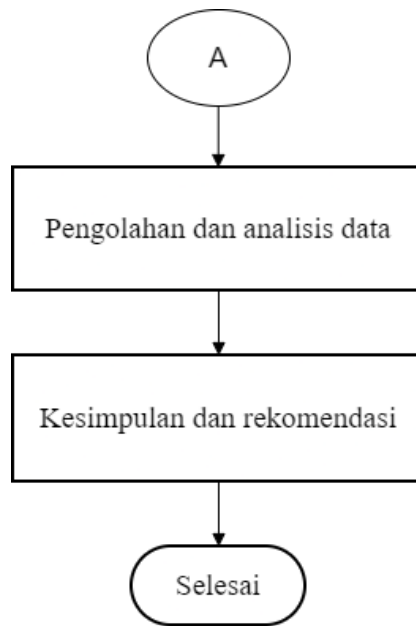 A
Pengolahan dan analisis data
Kesimpulan dan rekomendasi
Selesai